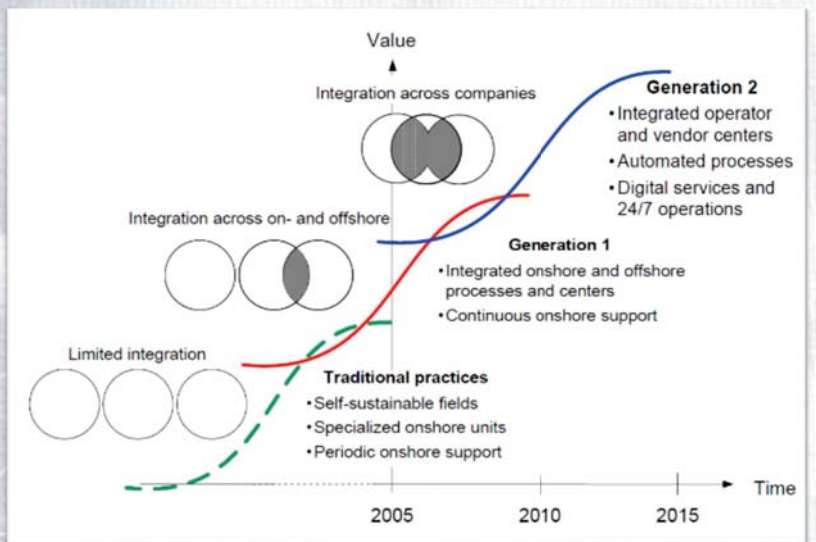 Value
Integration across companies
Generation 2
•Integrated operator
and vendor centers
•Automated processes
•Digital services and
24/7 operations
Integration across on- and offshore
Generation 1
•Integrated onshore and offshore
processes and centers
•Continuous onshore support
Limited integration
Traditional practices
•Self-sustainable fields
•Specialized onshore units
•Periodic onshore support
Time
2005
2010
2015